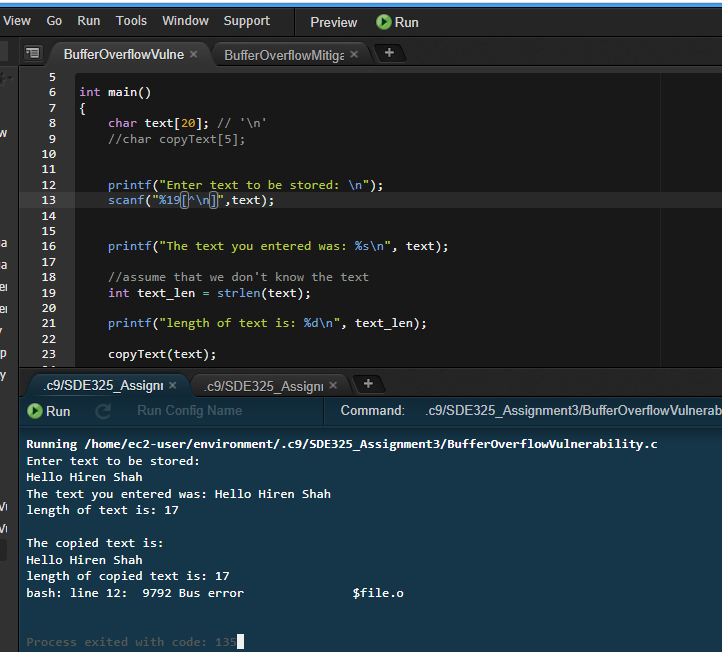 View Go Run Tools Window Support Preview Run
BufferOverflowVulne × BufferOverflowMitiga × +
5
6 int main()
7 {
8 char text[20]; // '\n'
9 //char copyText[5];
10
11
12 printf("Enter text to be stored: \n");
13 scanf("%19[^\n]",text);
14
15
16 printf("The text you entered was: %s\n", text);
17
18 //assume that we don't know the text
19 int text_len = strlen(text);
20
21 printf("length of text is: %d\n", text_len);
22
23 copyText(text);
.c9/SDE325_Assignr × .c9/SDE325_Assignr × +
Run Run Config Name Command: .c9/SDE325_Assignment3/BufferOverflowVulnerab
Running /home/ec2-user/environment/.c9/SDE325_Assignment3/BufferOverflowVulnerability.c
Enter text to be stored:
Hello Hiren Shah
The text you entered was: Hello Hiren Shah
length of text is: 17
The copied text is:
Hello Hiren Shah
length of copied text is: 17
bash: line 12: 9792 Bus error $file.o
Process exited with code: 135